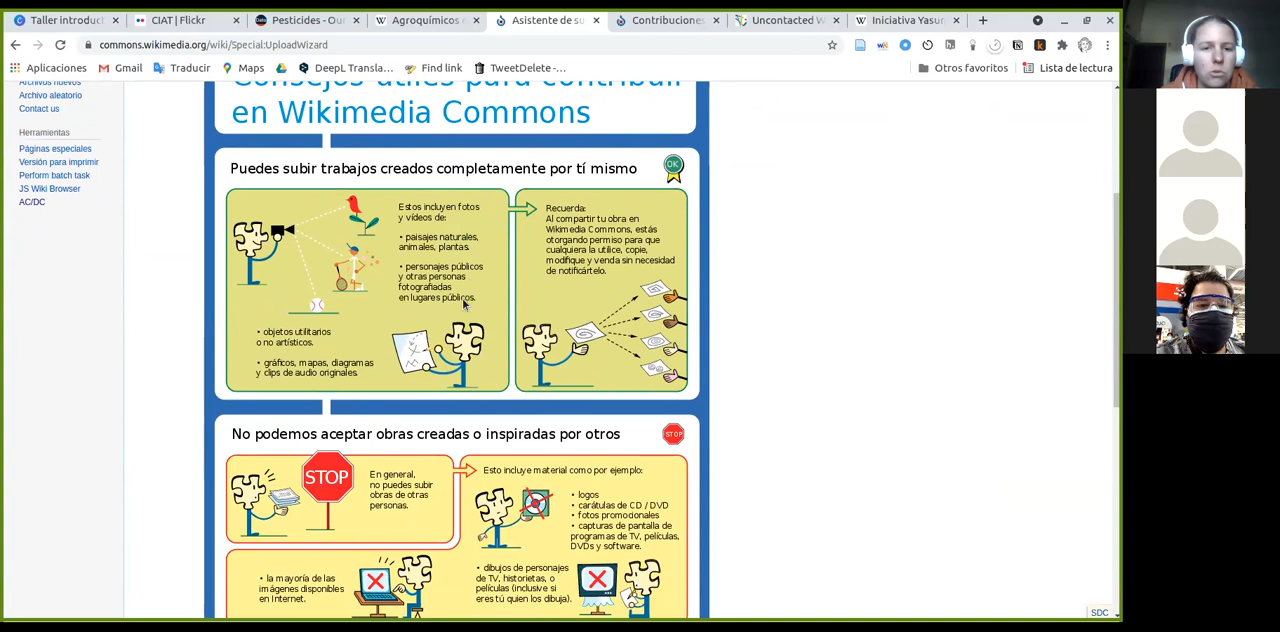 Taller introduct
CIAT | Flickr
Pesticides - Our
Agroquímicos e
Asistente de su
Contribuciones
Uncontacted W
Iniciativa Yasun
commons.wikimedia.org/wiki/Special:UploadWizard
Aplicaciones
Gmail
Traducir
Maps
DeepL Transla...
Find link
TweetDelete -...
Otros favoritos
Lista de lectura
Archivos nuevos
Archivo aleatorio
Contact us
Herramientas
Páginas especiales
Versión para imprimir
Perform batch task
JS Wiki Browser
AC/DC
Consejos útiles para contribuir
en Wikimedia Commons
Puedes subir trabajos creados completamente por tí mismo
OK
Estos incluyen fotos
y vídeos de:
• paisajes naturales,
animales, plantas.
• personajes públicos
y otras personas
fotografiadas
en lugares públicos.
• objetos utilitarios
o no artísticos.
• gráficos, mapas, diagramas
y clips de audio originales.
Recuerda:
Al compartir tu obra en
Wikimedia Commons, estás
otorgando permiso para que
cualquiera la utilice, copie,
modifique y venda sin necesidad
de notificártelo.
No podemos aceptar obras creadas o inspiradas por otros
STOP
STOP
En general,
no puedes subir
obras de otras
personas.
Esto incluye material como por ejemplo:
• logos
• carátulas de CD / DVD
• fotos promocionales
• capturas de pantalla de
programas de TV, películas,
DVDs y software.
• la mayoría de las
imágenes disponibles
en Internet.
• dibujos de personajes
de TV, historietas, o
películas (inclusive si
eres tú quien los dibuja).
SDC